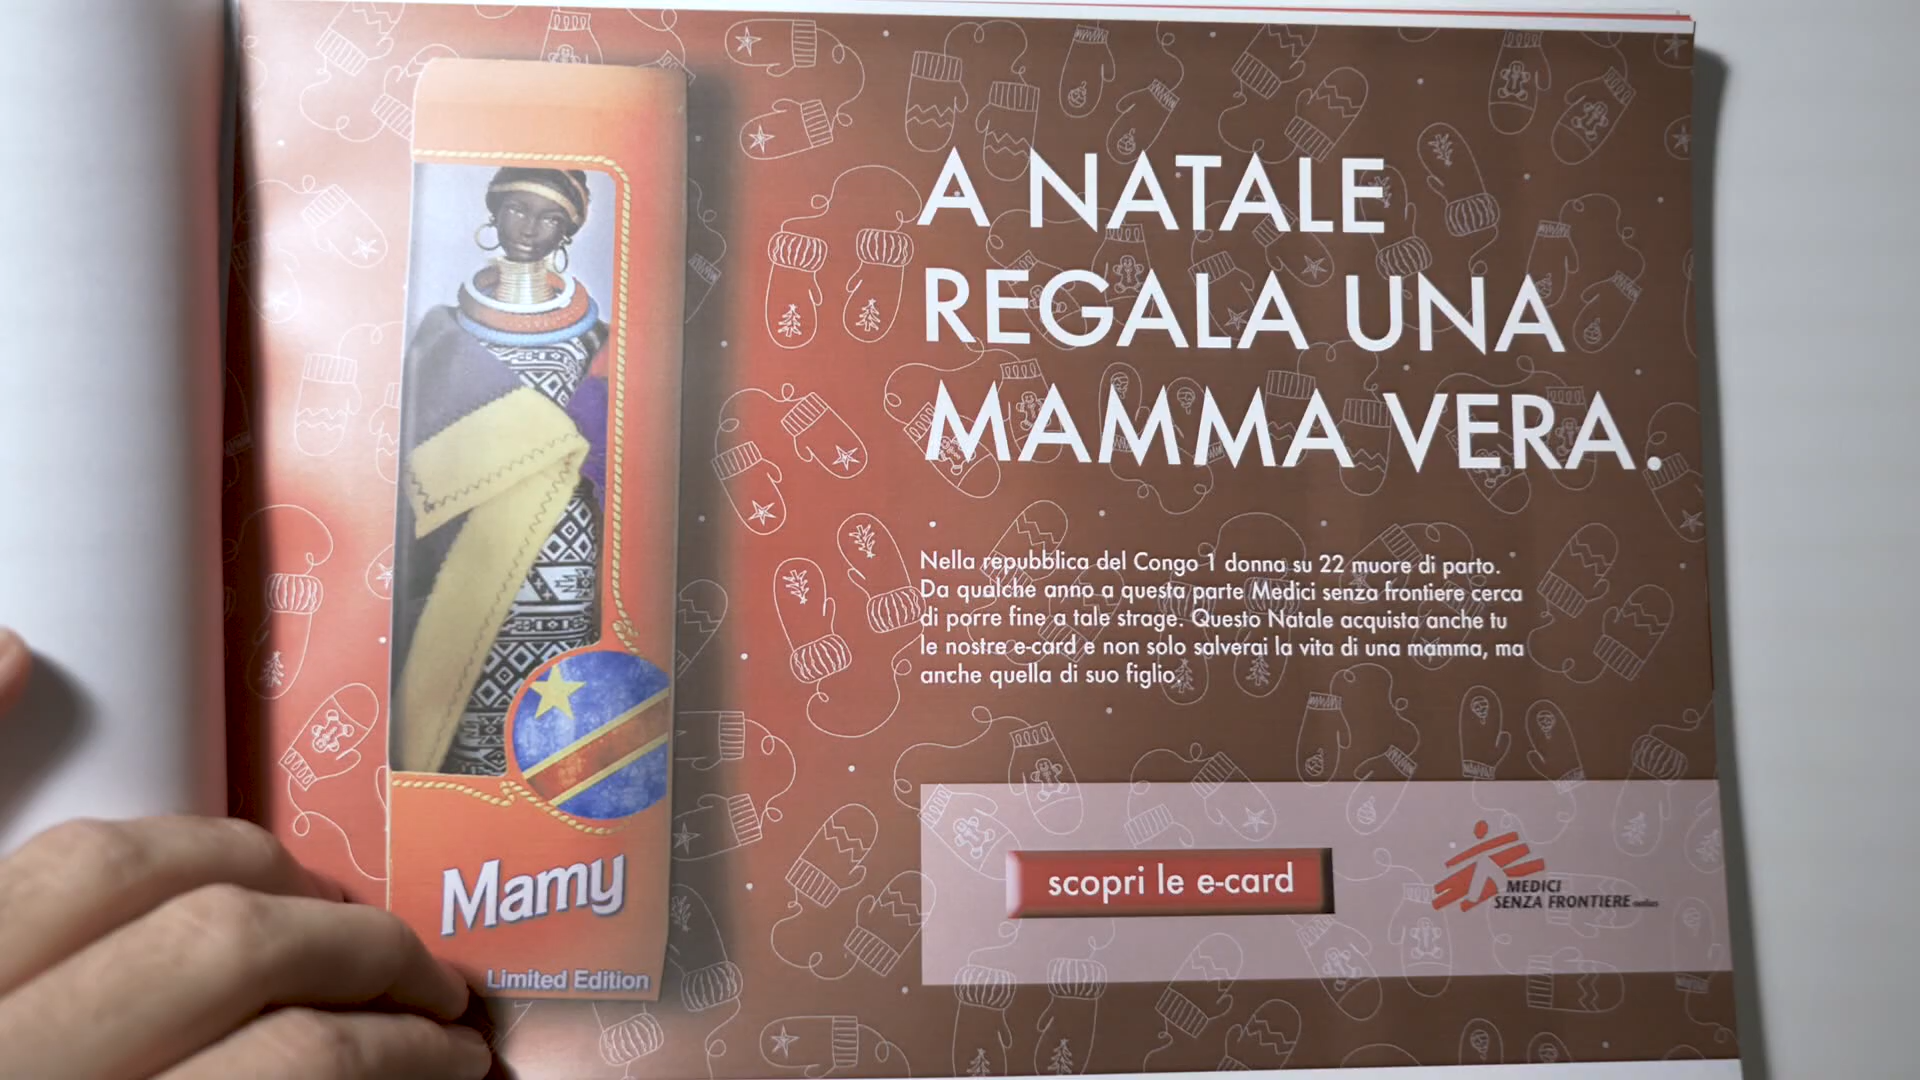 A NATALE
REGALA UNA
MAMMA VERA.
Nella repubblica del Congo 1 donna su 22 muore di parto.
Da qualche anno a questa parte Medici senza frontiere cerca
di porre fine a tale strage. Questo Natale acquista anche tu
le nostre e-card e non solo salverai la vita di una mamma, ma
anche quella di suo figlio.
scopri le e-card
MEDICI
SENZA FRONTIERE onlus
Mamy
Limited Edition